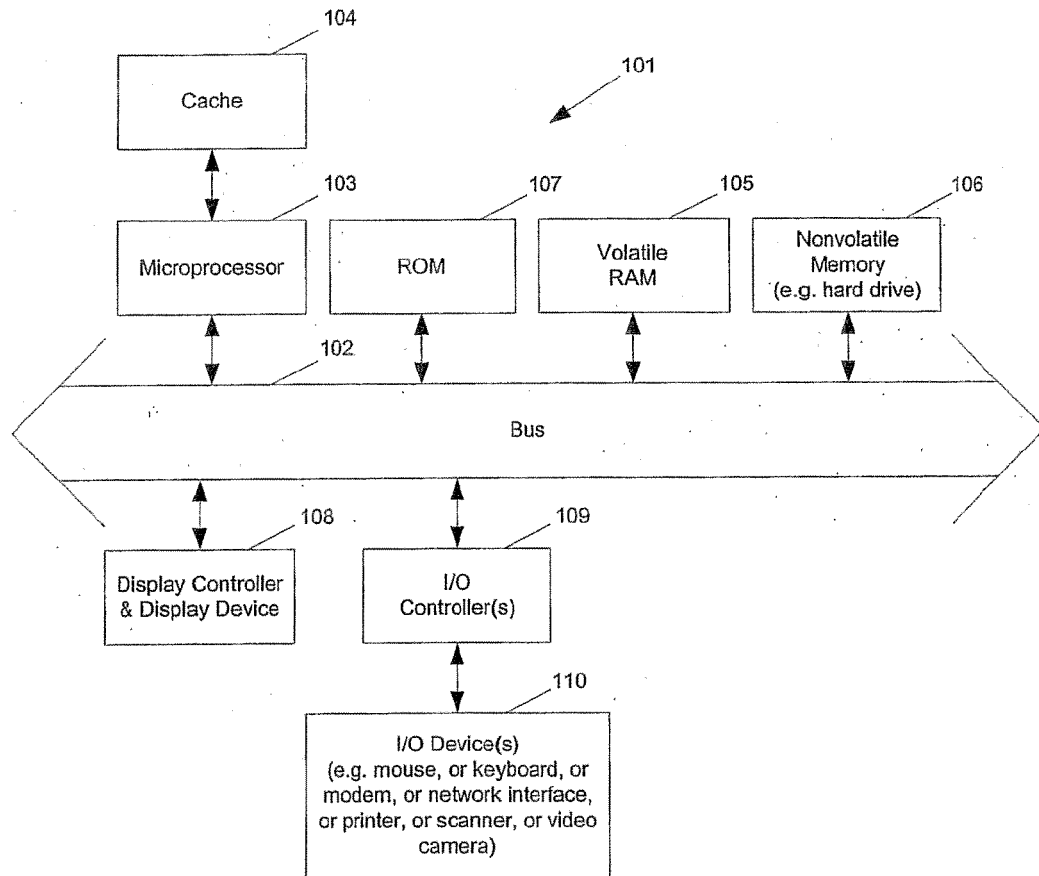 104
Cache
101
103
Microprocessor
107
ROM
105
Volatile
RAM
106
Nonvolatile
Memory
(e.g. hard drive)
102
Bus
108
Display Controller
& Display Device
109
I/O
Controller(s)
110
I/O Device(s)
(e.g. mouse, or keyboard, or
modem, or network interface,
or printer, or scanner, or video
camera)